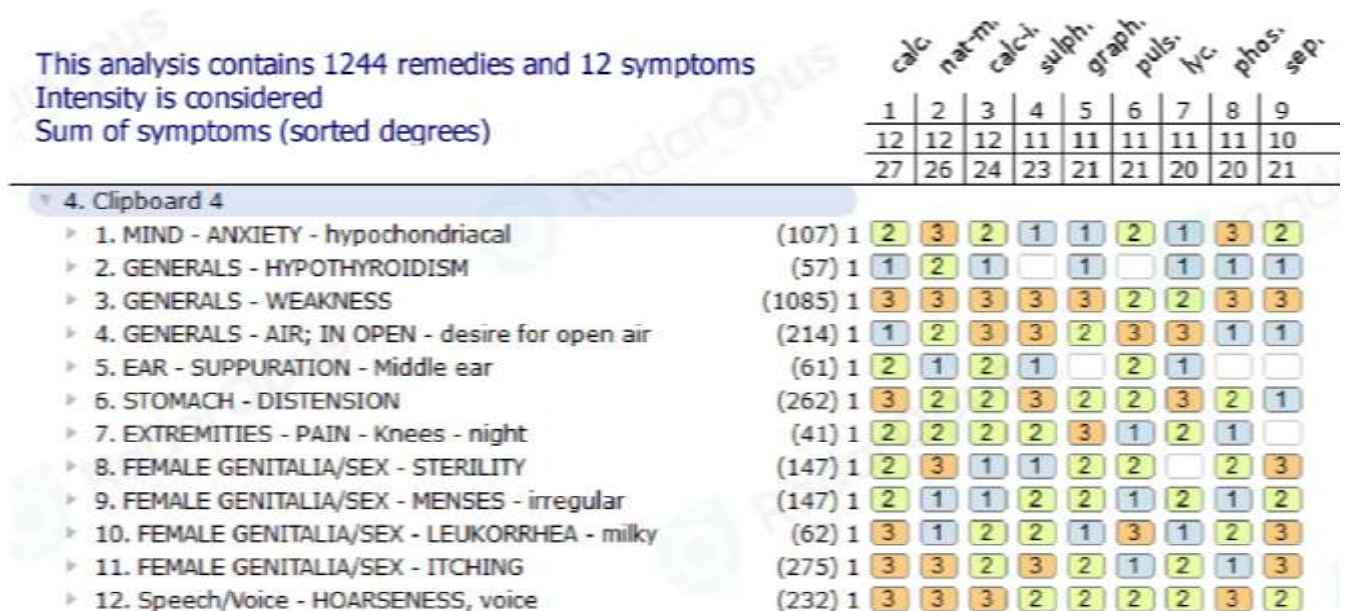 calc. nat-m. calc-i. sulph. graph. puls. lyc. phos. sep.
This analysis contains 1244 remedies and 12 symptoms
Intensity is considered
Sum of symptoms (sorted degrees)
1 2 3 4 5 6 7 8 9
12 12 12 11 11 11 11 11 10
27 26 24 23 21 21 20 20 21
4. Clipboard 4
1. MIND - ANXIETY - hypochondriacal (107) 1 2 3 2 1 1 2 1 3 2
2. GENERALS - HYPOTHYROIDISM (57) 1 1 2 1 1 1 1 1
3. GENERALS - WEAKNESS (1085) 1 3 3 3 3 3 2 2 3 3
4. GENERALS - AIR; IN OPEN - desire for open air (214) 1 1 2 3 3 2 3 3 1 1
5. EAR - SUPPURATION - Middle ear (61) 1 2 1 2 1 2 1
6. STOMACH - DISTENSION (262) 1 3 2 2 3 2 2 3 2 1
7. EXTREMITIES - PAIN - Knees - night (41) 1 2 2 2 2 3 1 2 1
8. FEMALE GENITALIA/SEX - STERILITY (147) 1 2 3 1 1 2 2 2 3
9. FEMALE GENITALIA/SEX - MENSES - irregular (147) 1 2 1 1 2 2 1 2 1 2
10. FEMALE GENITALIA/SEX - LEUKORRHEA - milky (62) 1 3 1 2 2 1 3 1 2 3
11. FEMALE GENITALIA/SEX - ITCHING (275) 1 3 3 2 3 2 1 2 1 3
12. Speech/Voice - HOARSENESS, voice (232) 1 3 3 3 2 2 2 2 3 2
RadarOpus